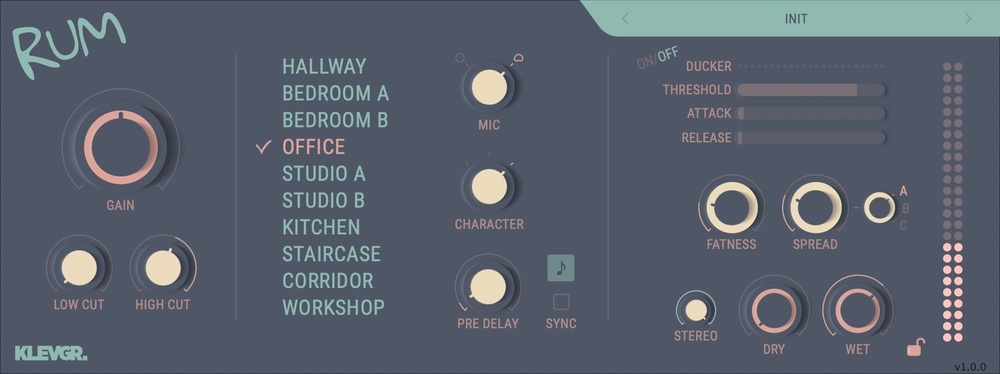 RUM
INIT
GAIN
LOW CUT
HIGH CUT
HALLWAY
BEDROOM A
BEDROOM B
OFFICE
STUDIO A
STUDIO B
KITCHEN
STAIRCASE
CORRIDOR
WORKSHOP
MIC
CHARACTER
PRE DELAY
SYNC
ON/OFF
DUCKER
THRESHOLD
ATTACK
RELEASE
FATNESS
SPREAD
A
B
C
STEREO
DRY
WET
KLEVGR.
v1.0.0